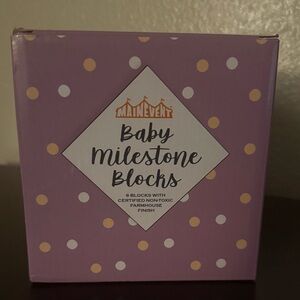 MAINEVENT
Baby
Milestone
Blocks
6 BLOCKS WITH
CERTIFIED NON-TOXIC
FARMHOUSE
FINISH